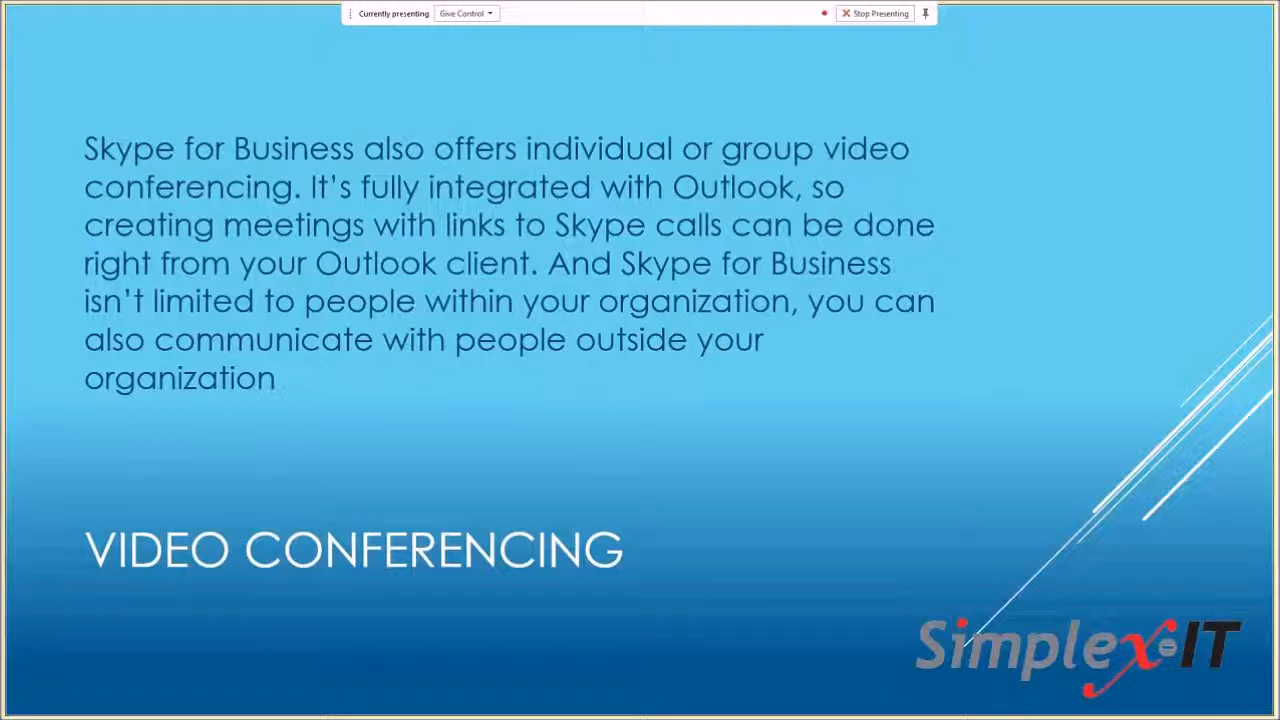 Currently presenting Give Control Stop Presenting
Skype for Business also offers individual or group video
conferencing. It’s fully integrated with Outlook, so
creating meetings with links to Skype calls can be done
right from your Outlook client. And Skype for Business
isn’t limited to people within your organization, you can
also communicate with people outside your
organization
VIDEO CONFERENCING
Simplex-IT